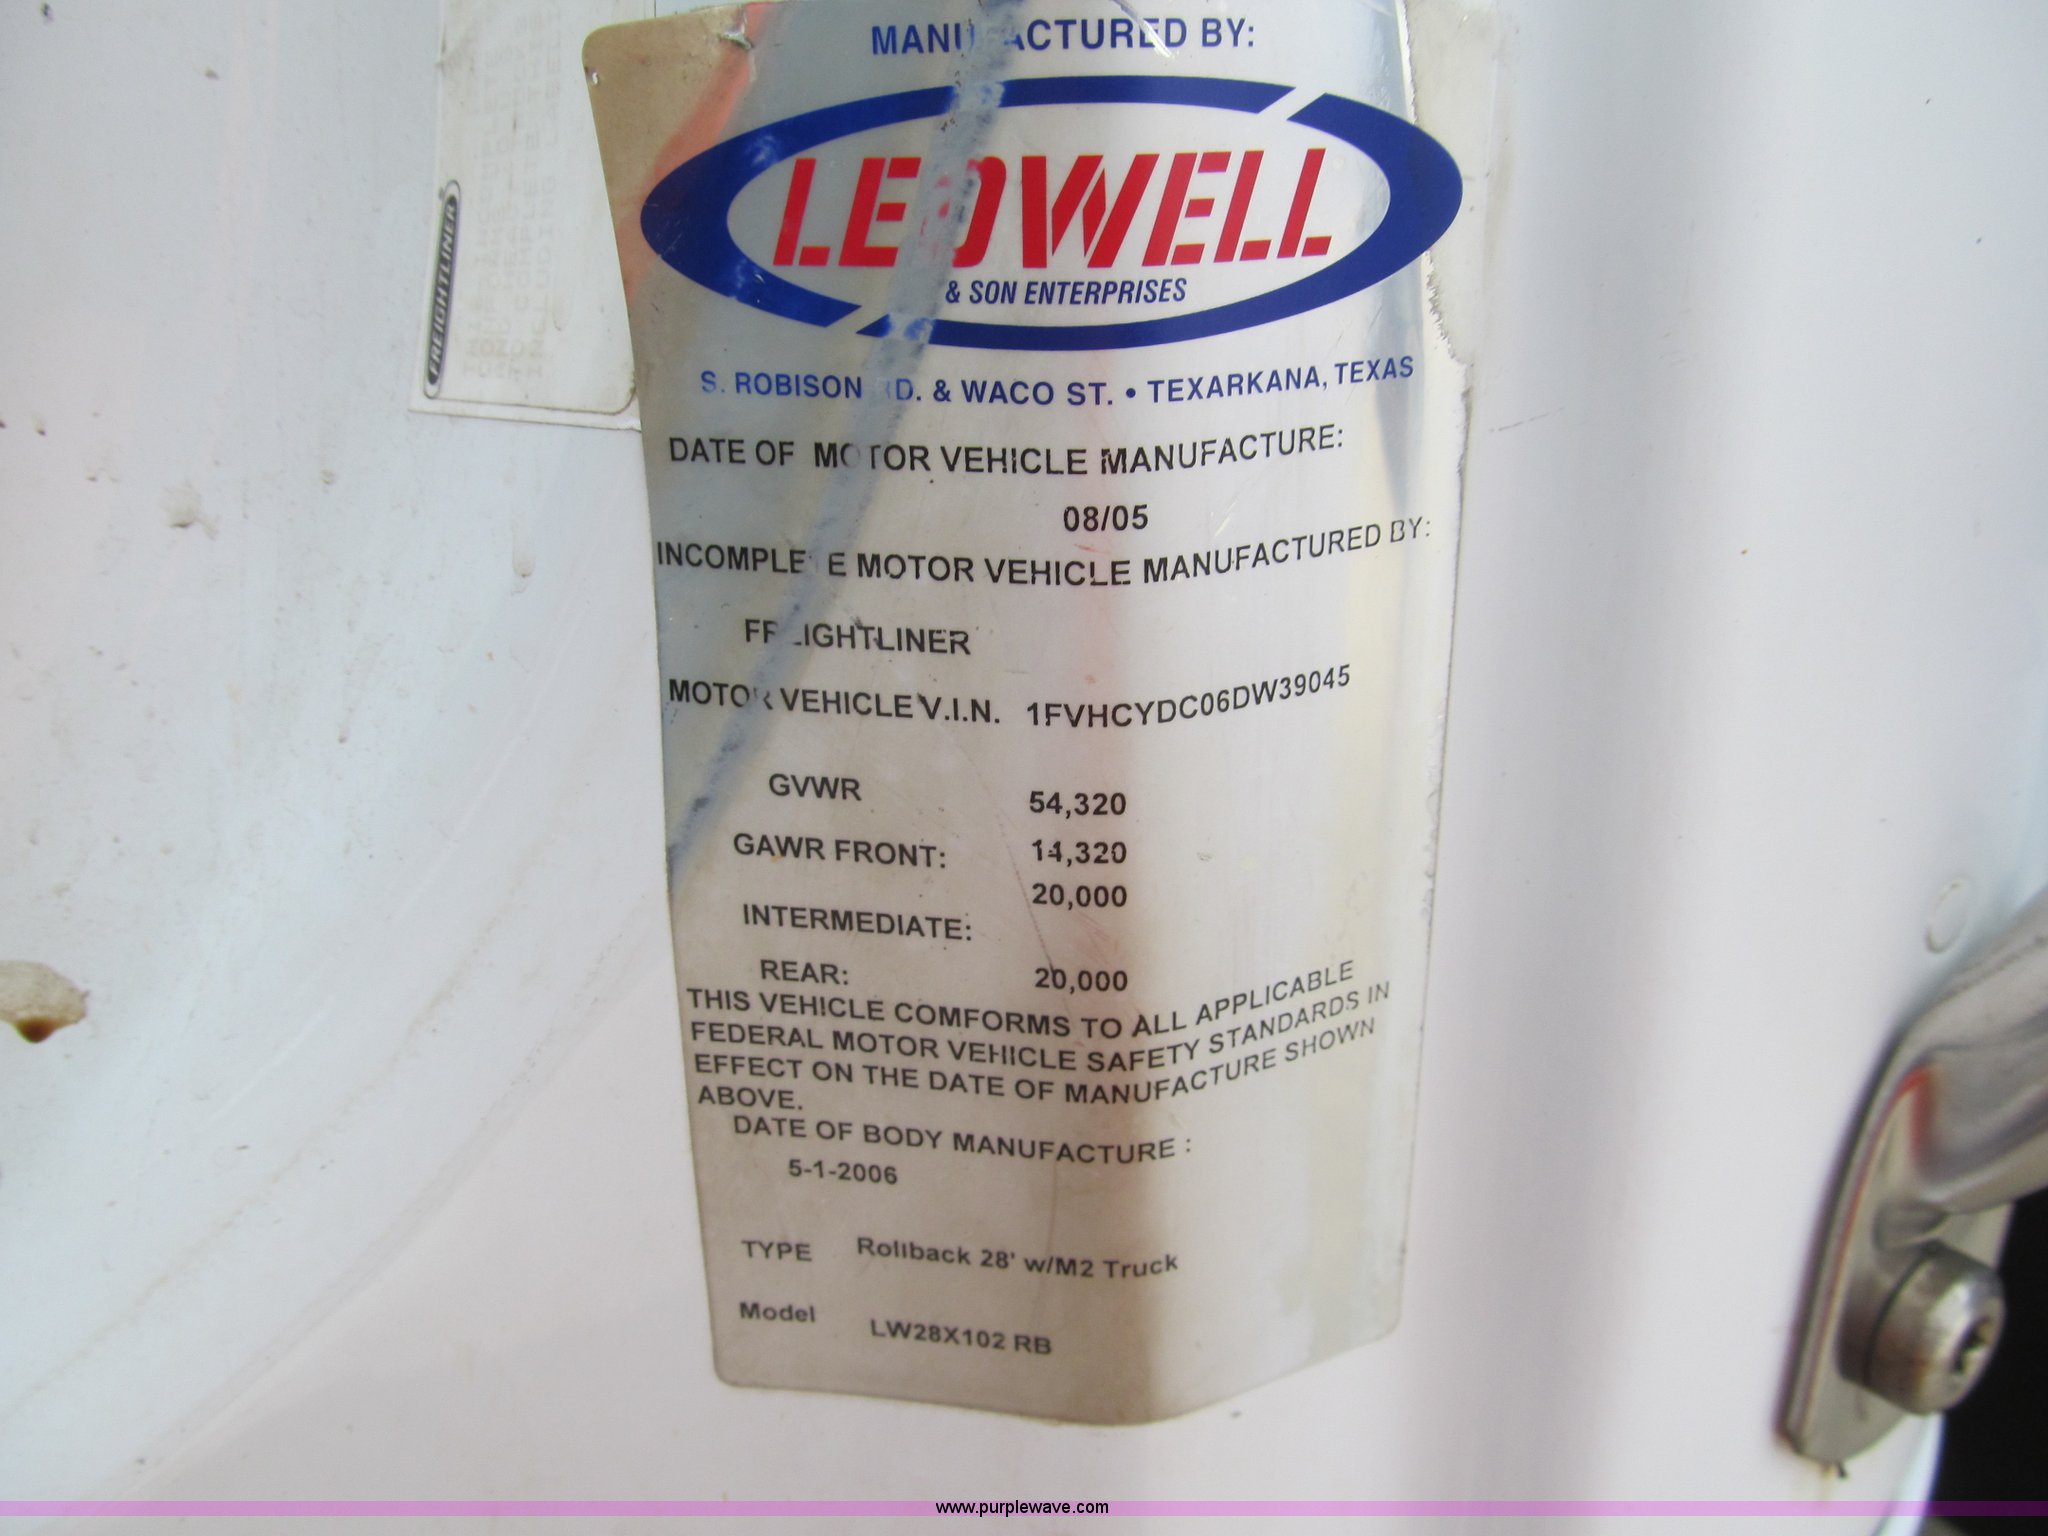 MANUFACTURED BY:
LEDWELL
& SON ENTERPRISES
S. ROBISON RD. & WACO ST. • TEXARKANA, TEXAS
DATE OF MOTOR VEHICLE MANUFACTURE:
08/05
INCOMPLETE MOTOR VEHICLE MANUFACTURED BY:
FREIGHTLINER
MOTOR VEHICLE V.I.N. 1FVHCYDC06DW39045
GVWR 54,320
GAWR FRONT: 14,320
20,000
INTERMEDIATE:
REAR: 20,000
THIS VEHICLE COMFORMS TO ALL APPLICABLE
FEDERAL MOTOR VEHICLE SAFETY STANDARDS IN
EFFECT ON THE DATE OF MANUFACTURE SHOWN
ABOVE.
DATE OF BODY MANUFACTURE :
5-1-2006
TYPE Rollback 28' w/M2 Truck
Model LW28X102 RB
FREIGHTLINER
www.purplewave.com